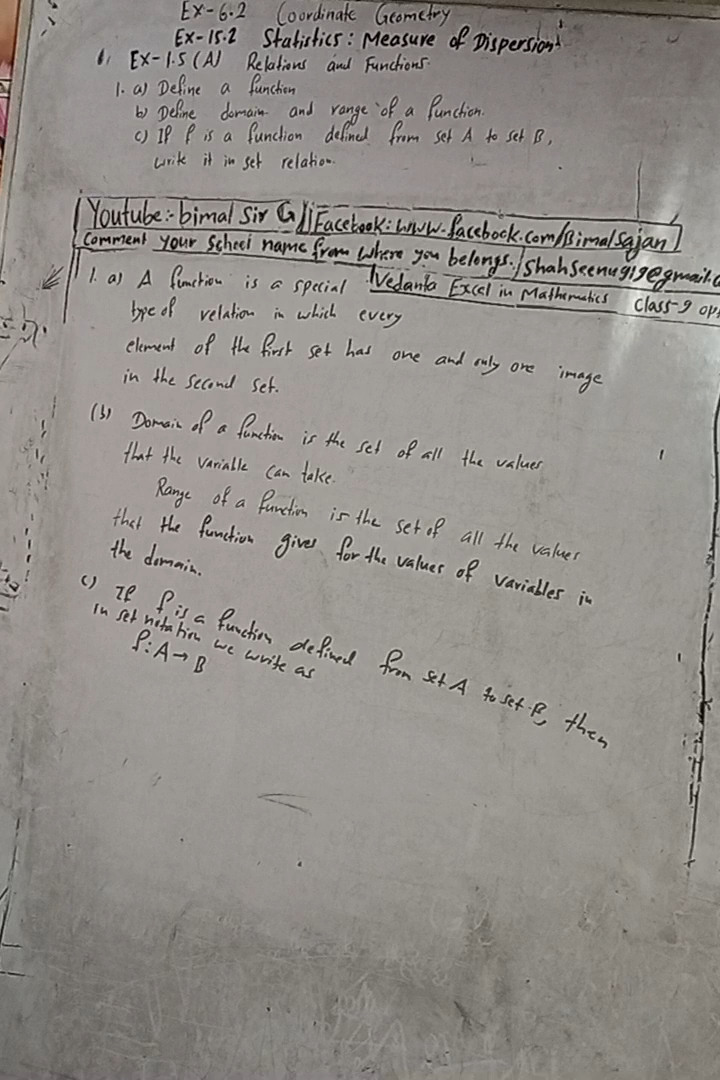 Ex-6.2 Coordinate Geometry
Ex-15.2 Statistics: Measure of Dispersion
Ex-1.5(A) Relations and Functions.
1. a) Define a function
b) Define domain and range of a function.
c) If f is a function defined from set A to set B,
write it in set relation.
Youtube:- bimal Sir G || Facebook: www.facebook.com/BimalSajan
Comment your School name from where you belongs./
Vedanta Excel in Mathematics Class-9 opt
1. a) A function is a special
type of relation in which every
element of the first set has one and only one image
in the second set.
(b) Domain of a function is the set of all the values
that the variable can take.
Range of a function is the set of all the values
that the function gives for the values of variables in
the domain.
c) If f is a function defined from set A to set B, then
in set notation we write as
f: A → B